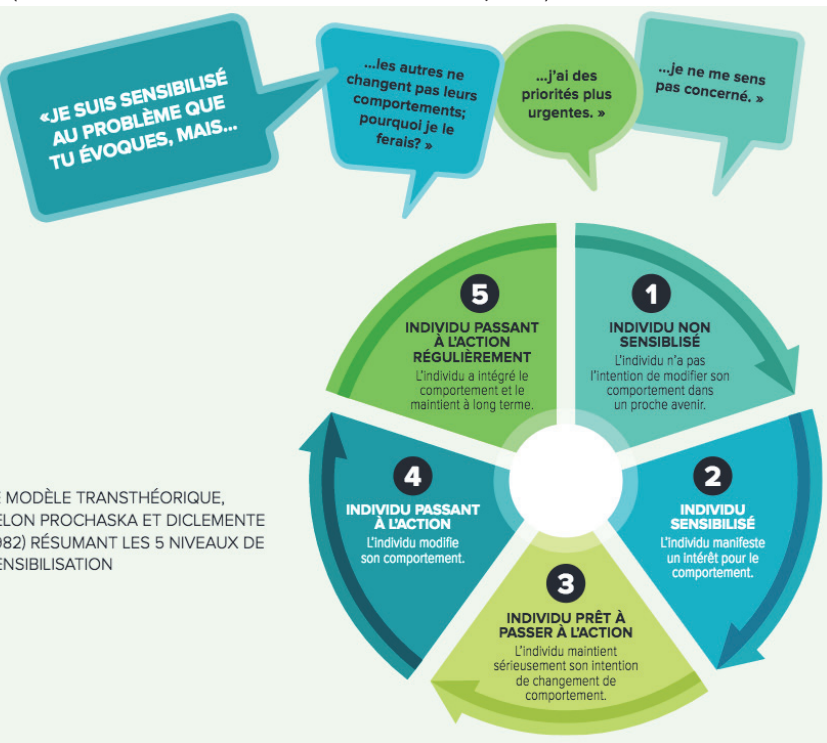 «JE SUIS SENSIBILISÉ
AU PROBLÈME QUE
TU ÉVOQUES, MAIS...
...les autres ne
changent pas leurs
comportements;
pourquoi je le
ferais? »
...j'ai des
priorités plus
urgentes. »
...je ne me sens
pas concerné. »
1
INDIVIDU NON
SENSIBLISÉ
L'individu n'a pas
l'intention de modifier son
comportement dans
un proche avenir.
2
INDIVIDU
SENSIBILISÉ
L'individu manifeste
un intérêt pour le
comportement.
3
INDIVIDU PRÊT À
PASSER À L'ACTION
L'individu maintient
sérieusement son intention
de changement de
comportement.
4
INDIVIDU PASSANT
À L'ACTION
L'individu modifie
son comportement.
5
INDIVIDU PASSANT
À L'ACTION
RÉGULIÈREMENT
L'individu a intégré le
comportement et le
maintient à long terme.
E MODÈLE TRANSTHÉORIQUE,
ELON PROCHASKA ET DICLEMENTE
982) RÉSUMANT LES 5 NIVEAUX DE
ENSIBILISATION